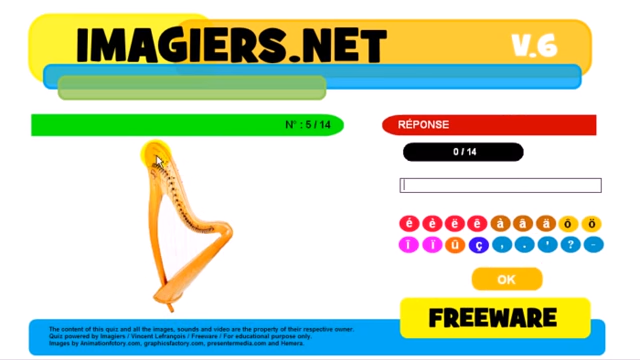 IMAGIERS.NET
V.6
N° : 5 / 14
RÉPONSE
0 / 14
é è ê ë à â ä ô ö
î ï û ç , . ' ? -
OK
FREEWARE
The content of this quiz and all the images, sounds and video are the property of their respective owner.
Quiz powered by Imagiers / Vincent Lefrançois / Freeware / For educational purpose only.
Images by Animationfctory.com, graphicsfactory.com, presentermedia.com and Hemera.